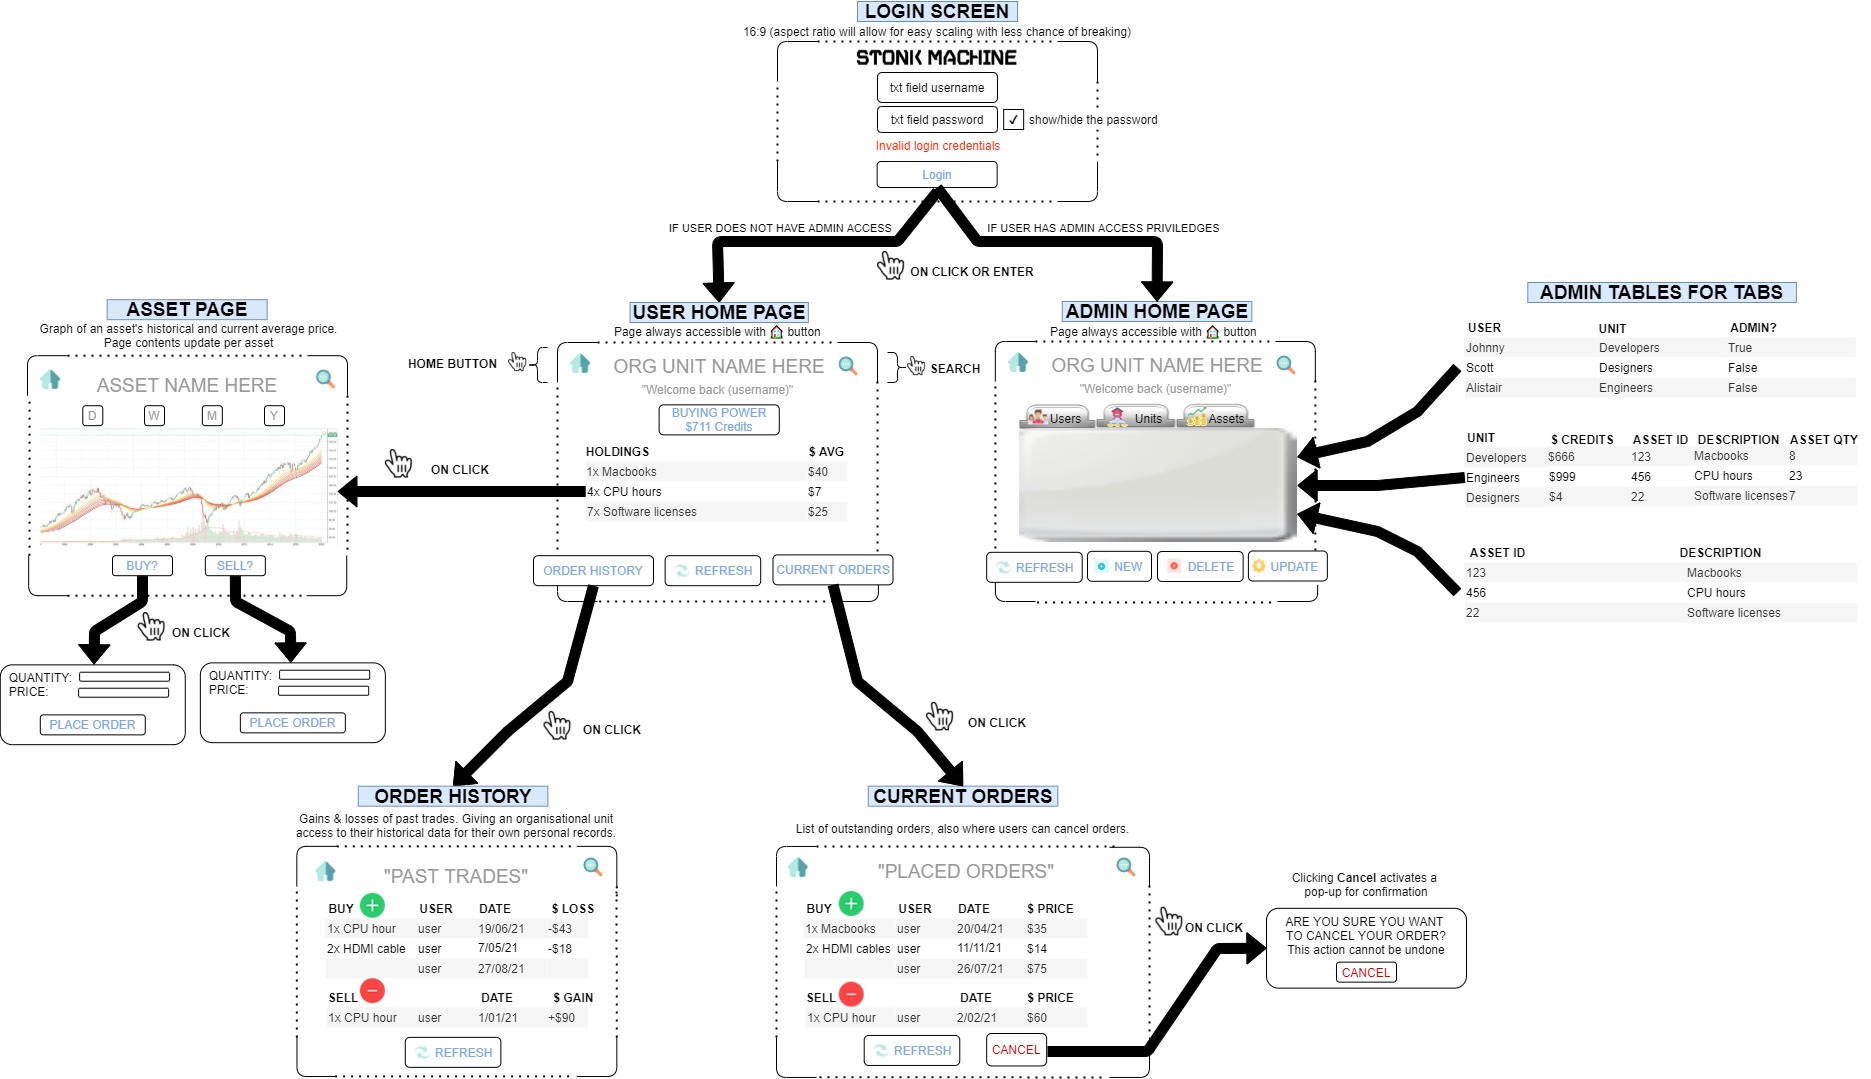 LOGIN SCREEN
16:9 (aspect ratio will allow for easy scaling with less chance of breaking)
STONK MACHINE
txt field username
txt field password
✓ show/hide the password
Invalid login credentials
Login
IF USER DOES NOT HAVE ADMIN ACCESS
IF USER HAS ADMIN ACCESS PRIVILEDGES
ON CLICK OR ENTER
ASSET PAGE
Graph of an asset's historical and current average price.
Page contents update per asset
ASSET NAME HERE
D W M Y
BUY? SELL?
ON CLICK
QUANTITY:
PRICE:
PLACE ORDER
QUANTITY:
PRICE:
PLACE ORDER
ON CLICK
USER HOME PAGE
Page always accessible with button
HOME BUTTON
SEARCH
ORG UNIT NAME HERE
"Welcome back (username)"
BUYING POWER
$711 Credits
HOLDINGS $ AVG
1x Macbooks $40
4x CPU hours $7
7x Software licenses $25
ORDER HISTORY REFRESH CURRENT ORDERS
ADMIN HOME PAGE
Page always accessible with button
ORG UNIT NAME HERE
"Welcome back (username)"
Users Units Assets
REFRESH NEW DELETE UPDATE
ADMIN TABLES FOR TABS
USER UNIT ADMIN?
Johnny Developers True
Scott Designers False
Alistair Engineers False
UNIT $ CREDITS ASSET ID DESCRIPTION ASSET QTY
Developers $666 123 Macbooks 8
Engineers $999 456 CPU hours 23
Designers $4 22 Software licenses 7
ASSET ID DESCRIPTION
123 Macbooks
456 CPU hours
22 Software licenses
ON CLICK
ON CLICK
ORDER HISTORY
Gains & losses of past trades. Giving an organisational unit
access to their historical data for their own personal records.
"PAST TRADES"
BUY USER DATE $ LOSS
1x CPU hour user 19/06/21 -$43
2x HDMI cable user 7/05/21 -$18
user 27/08/21
SELL DATE $ GAIN
1x CPU hour user 1/01/21 +$90
REFRESH
CURRENT ORDERS
List of outstanding orders, also where users can cancel orders.
"PLACED ORDERS"
BUY USER DATE $ PRICE
1x Macbooks user 20/04/21 $35
2x HDMI cables user 11/11/21 $14
user 26/07/21 $75
SELL DATE $ PRICE
1x CPU hour user 2/02/21 $60
REFRESH CANCEL
ON CLICK
Clicking Cancel activates a
pop-up for confirmation
ARE YOU SURE YOU WANT
TO CANCEL YOUR ORDER?
This action cannot be undone
CANCEL